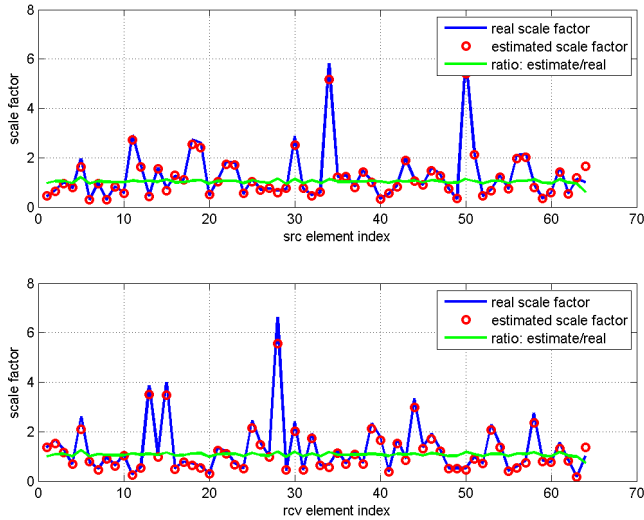 8
6
4
2
0
scale factor
real scale factor
estimated scale factor
ratio: estimate/real
0 10 20 30 40 50 60 70
src element index
8
6
4
2
0
scale factor
real scale factor
estimated scale factor
ratio: estimate/real
0 10 20 30 40 50 60 70
rcv element index